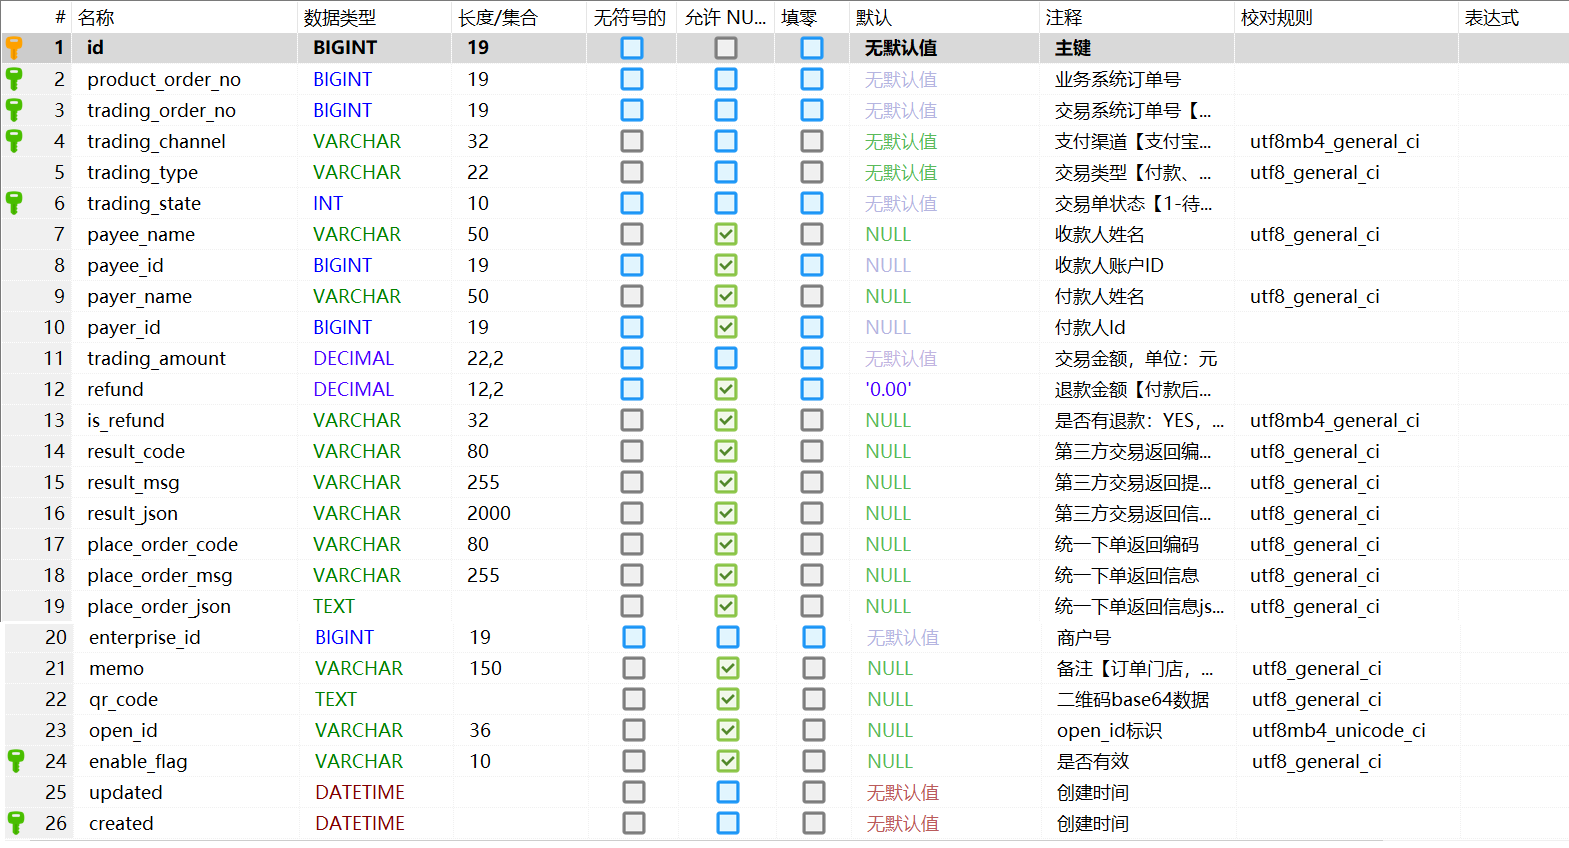 # 名称 数据类型 长度/集合 无符号的 允许 NU... 填零 默认 注释 校对规则 表达式
1 id BIGINT 19 无默认值 主键
2 product_order_no BIGINT 19 无默认值 业务系统订单号
3 trading_order_no BIGINT 19 无默认值 交易系统订单号【...
4 trading_channel VARCHAR 32 无默认值 支付渠道【支付宝... utf8mb4_general_ci
5 trading_type VARCHAR 22 无默认值 交易类型【付款、... utf8_general_ci
6 trading_state INT 10 无默认值 交易单状态【1-待...
7 payee_name VARCHAR 50 NULL 收款人姓名 utf8_general_ci
8 payee_id BIGINT 19 NULL 收款人账户ID
9 payer_name VARCHAR 50 NULL 付款人姓名 utf8_general_ci
10 payer_id BIGINT 19 NULL 付款人Id
11 trading_amount DECIMAL 22,2 无默认值 交易金额，单位：元
12 refund DECIMAL 12,2 '0.00' 退款金额【付款后...
13 is_refund VARCHAR 32 NULL 是否有退款：YES，... utf8mb4_general_ci
14 result_code VARCHAR 80 NULL 第三方交易返回编... utf8_general_ci
15 result_msg VARCHAR 255 NULL 第三方交易返回提... utf8_general_ci
16 result_json VARCHAR 2000 NULL 第三方交易返回信... utf8_general_ci
17 place_order_code VARCHAR 80 NULL 统一下单返回编码 utf8_general_ci
18 place_order_msg VARCHAR 255 NULL 统一下单返回信息 utf8_general_ci
19 place_order_json TEXT NULL 统一下单返回信息js... utf8_general_ci
20 enterprise_id BIGINT 19 无默认值 商户号
21 memo VARCHAR 150 NULL 备注【订单门店，... utf8_general_ci
22 qr_code TEXT NULL 二维码base64数据 utf8_general_ci
23 open_id VARCHAR 36 NULL open_id标识 utf8mb4_unicode_ci
24 enable_flag VARCHAR 10 NULL 是否有效 utf8_general_ci
25 updated DATETIME 无默认值 创建时间
26 created DATETIME 无默认值 创建时间